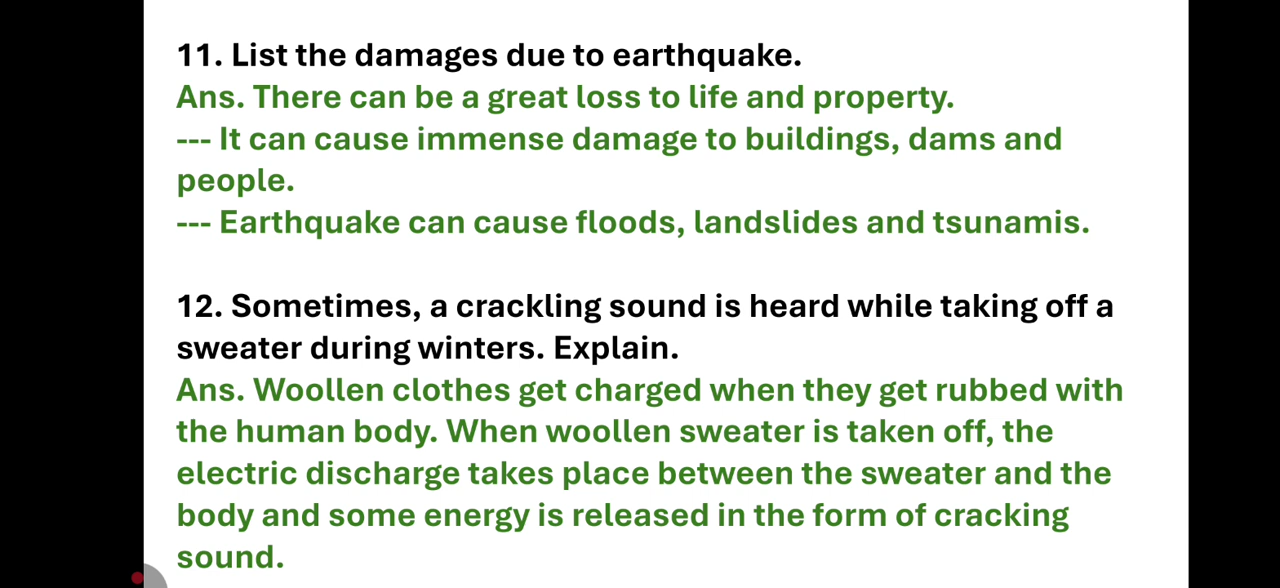 11. List the damages due to earthquake.
Ans. There can be a great loss to life and property.
--- It can cause immense damage to buildings, dams and
people.
--- Earthquake can cause floods, landslides and tsunamis.
12. Sometimes, a crackling sound is heard while taking off a
sweater during winters. Explain.
Ans. Woollen clothes get charged when they get rubbed with
the human body. When woollen sweater is taken off, the
electric discharge takes place between the sweater and the
body and some energy is released in the form of cracking
sound.